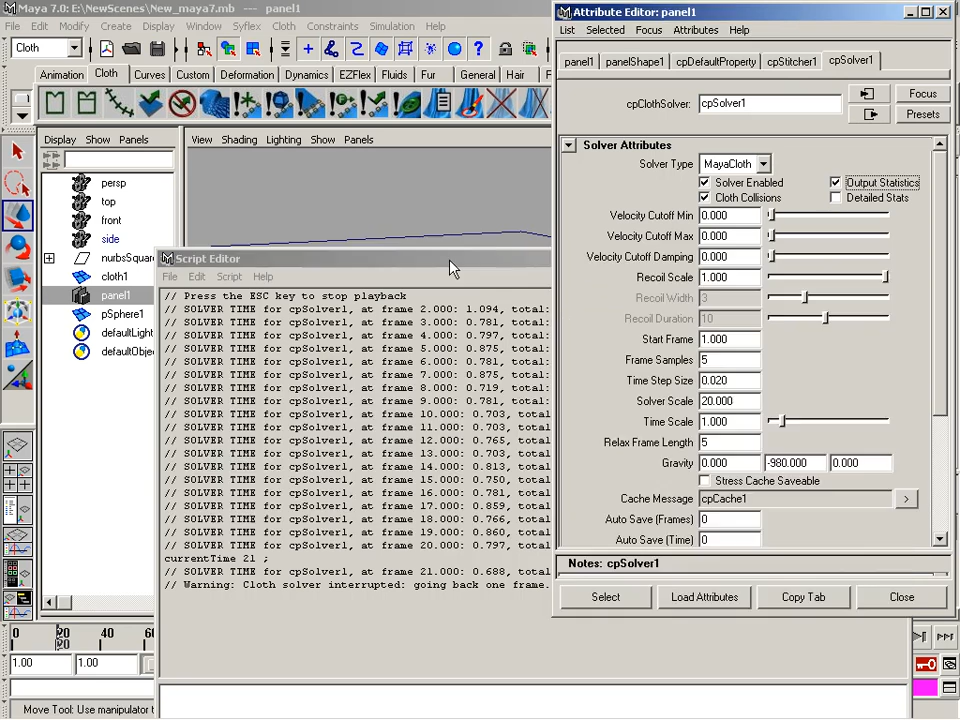 Maya 7.0: E:\NewScenes\New_maya7.mb --- panel1
File Edit Modify Create Display Window Syflex Cloth Constraints Simulation Help
Cloth
Animation Cloth Curves Custom Deformation Dynamics EZFlex Fluids Fur General Hair
Display Show Panels
View Shading Lighting Show Panels
persp
top
front
side
nurbsSquar
cloth1
panel1
pSphere1
defaultLight
defaultObje
Script Editor
File Edit Script Help
// Press the ESC key to stop playback
// SOLVER TIME for cpSolver1, at frame 2.000: 1.094, total:
// SOLVER TIME for cpSolver1, at frame 3.000: 0.781, total:
// SOLVER TIME for cpSolver1, at frame 4.000: 0.797, total:
// SOLVER TIME for cpSolver1, at frame 5.000: 0.875, total:
// SOLVER TIME for cpSolver1, at frame 6.000: 0.781, total:
// SOLVER TIME for cpSolver1, at frame 7.000: 0.875, total:
// SOLVER TIME for cpSolver1, at frame 8.000: 0.719, total:
// SOLVER TIME for cpSolver1, at frame 9.000: 0.781, total:
// SOLVER TIME for cpSolver1, at frame 10.000: 0.703, total:
// SOLVER TIME for cpSolver1, at frame 11.000: 0.703, total:
// SOLVER TIME for cpSolver1, at frame 12.000: 0.765, total:
// SOLVER TIME for cpSolver1, at frame 13.000: 0.703, total:
// SOLVER TIME for cpSolver1, at frame 14.000: 0.813, total:
// SOLVER TIME for cpSolver1, at frame 15.000: 0.750, total:
// SOLVER TIME for cpSolver1, at frame 16.000: 0.781, total:
// SOLVER TIME for cpSolver1, at frame 17.000: 0.859, total:
// SOLVER TIME for cpSolver1, at frame 18.000: 0.766, total:
// SOLVER TIME for cpSolver1, at frame 19.000: 0.860, total:
// SOLVER TIME for cpSolver1, at frame 20.000: 0.797, total:
currentTime 21 ;
// SOLVER TIME for cpSolver1, at frame 21.000: 0.688, total:
// Warning: Cloth solver interrupted: going back one frame.
Attribute Editor: panel1
List Selected Focus Attributes Help
panel1 panelShape1 cpDefaultProperty cpStitcher1 cpSolver1
cpClothSolver: cpSolver1
Focus
Presets
Solver Attributes
Solver Type MayaCloth
Solver Enabled Output Statistics
Cloth Collisions Detailed Stats
Velocity Cutoff Min 0.000
Velocity Cutoff Max 0.000
Velocity Cutoff Damping 0.000
Recoil Scale 1.000
Recoil Width 3
Recoil Duration 10
Start Frame 1.000
Frame Samples 5
Time Step Size 0.020
Solver Scale 20.000
Time Scale 1.000
Relax Frame Length 5
Gravity 0.000 -980.000 0.000
Stress Cache Saveable
Cache Message cpCache1 >
Auto Save (Frames) 0
Auto Save (Time) 0
Notes: cpSolver1
Select Load Attributes Copy Tab Close
0 20 40 60
20
1.00 1.00
Move Tool: Use manipulator t